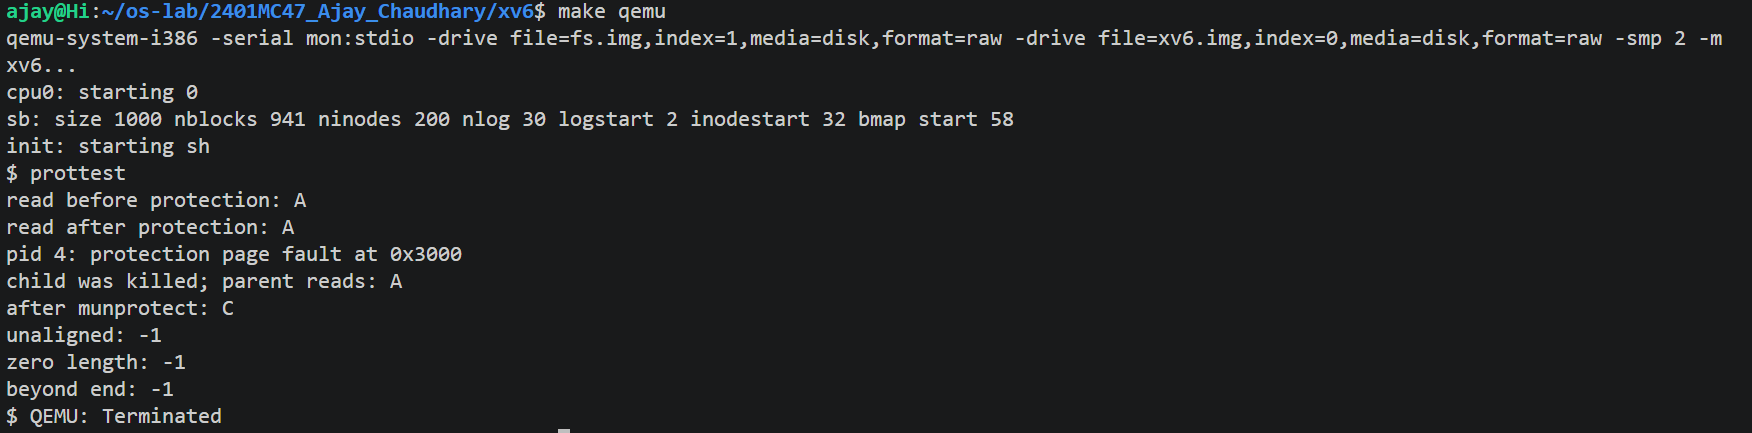 ajay@Hi:~/os-lab/2401MC47_Ajay_Chaudhary/xv6$ make qemu
qemu-system-i386 -serial mon:stdio -drive file=fs.img,index=1,media=disk,format=raw -drive file=xv6.img,index=0,media=disk,format=raw -smp 2 -m
xv6...
cpu0: starting 0
sb: size 1000 nblocks 941 ninodes 200 nlog 30 logstart 2 inodestart 32 bmap start 58
init: starting sh
$ prottest
read before protection: A
read after protection: A
pid 4: protection page fault at 0x3000
child was killed; parent reads: A
after munprotect: C
unaligned: -1
zero length: -1
beyond end: -1
$ QEMU: Terminated